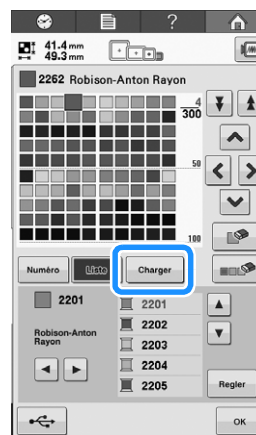 ?
41.4 mm
49.3 mm
2262 Robison-Anton Rayon
4
300
50
100
Numéro
Liste
Charger
2201
Robison-Anton
Rayon
2201
2202
2203
2204
2205
Regler
OK